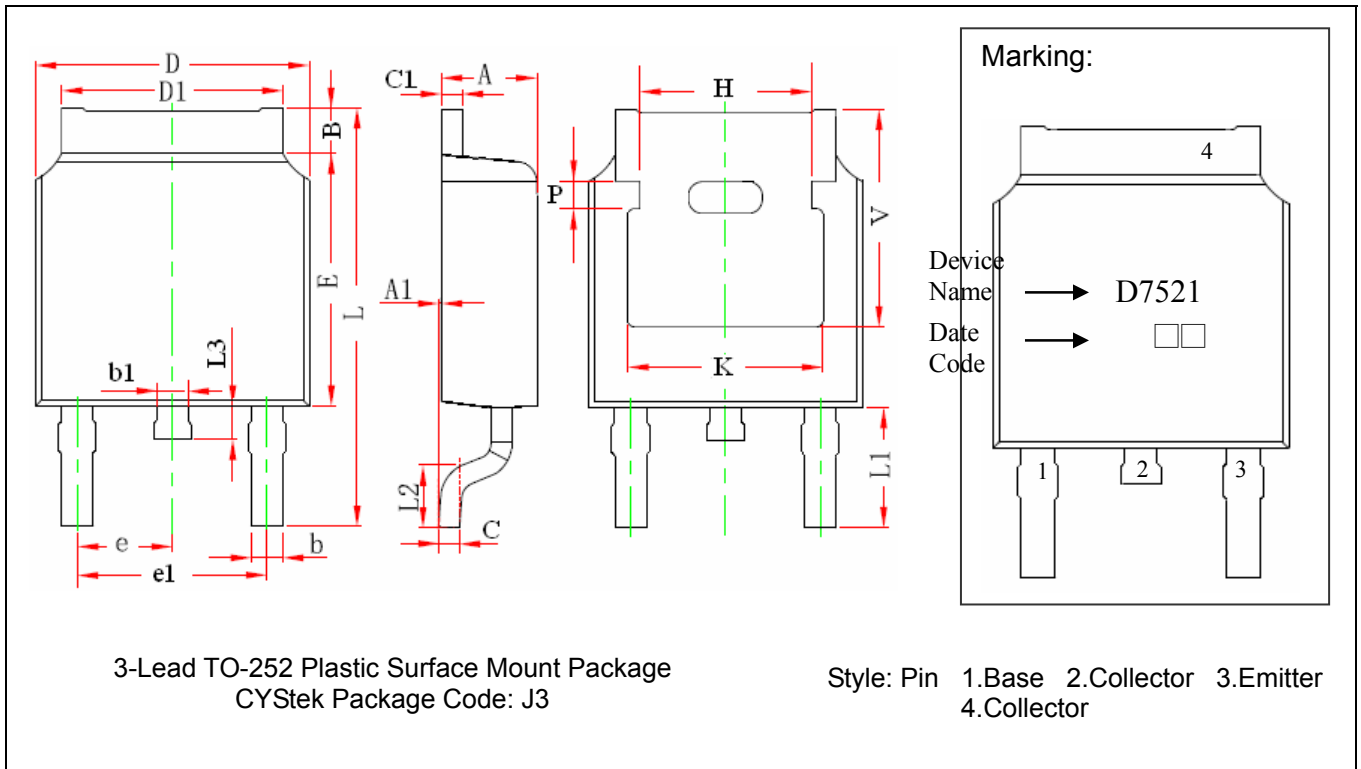 D
D1
B
E
L
L3
b1
e
e1
b
C1
A
A1
L2
C
H
P
V
K
L1
Marking:
4
Device
Name
D7521
Date
Code
□□
1
2
3
3-Lead TO-252 Plastic Surface Mount Package
CYStek Package Code: J3
Style: Pin 1.Base 2.Collector 3.Emitter
4.Collector